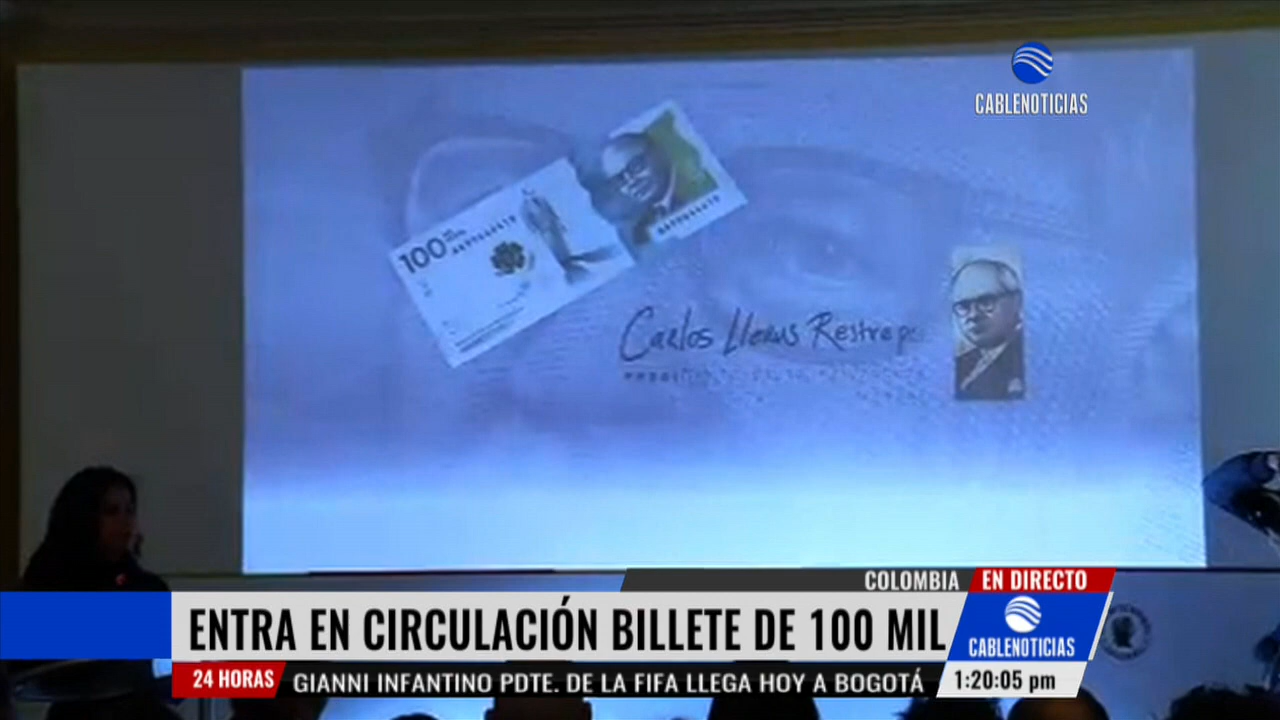 CABLENOTICIAS
100
Carlos Lleras Restrepo
COLOMBIA
EN DIRECTO
ENTRA EN CIRCULACIÓN BILLETE DE 100 MIL
CABLENOTICIAS
24 HORAS
GIANNI INFANTINO PDTE. DE LA FIFA LLEGA HOY A BOGOTÁ
1:20:05 pm